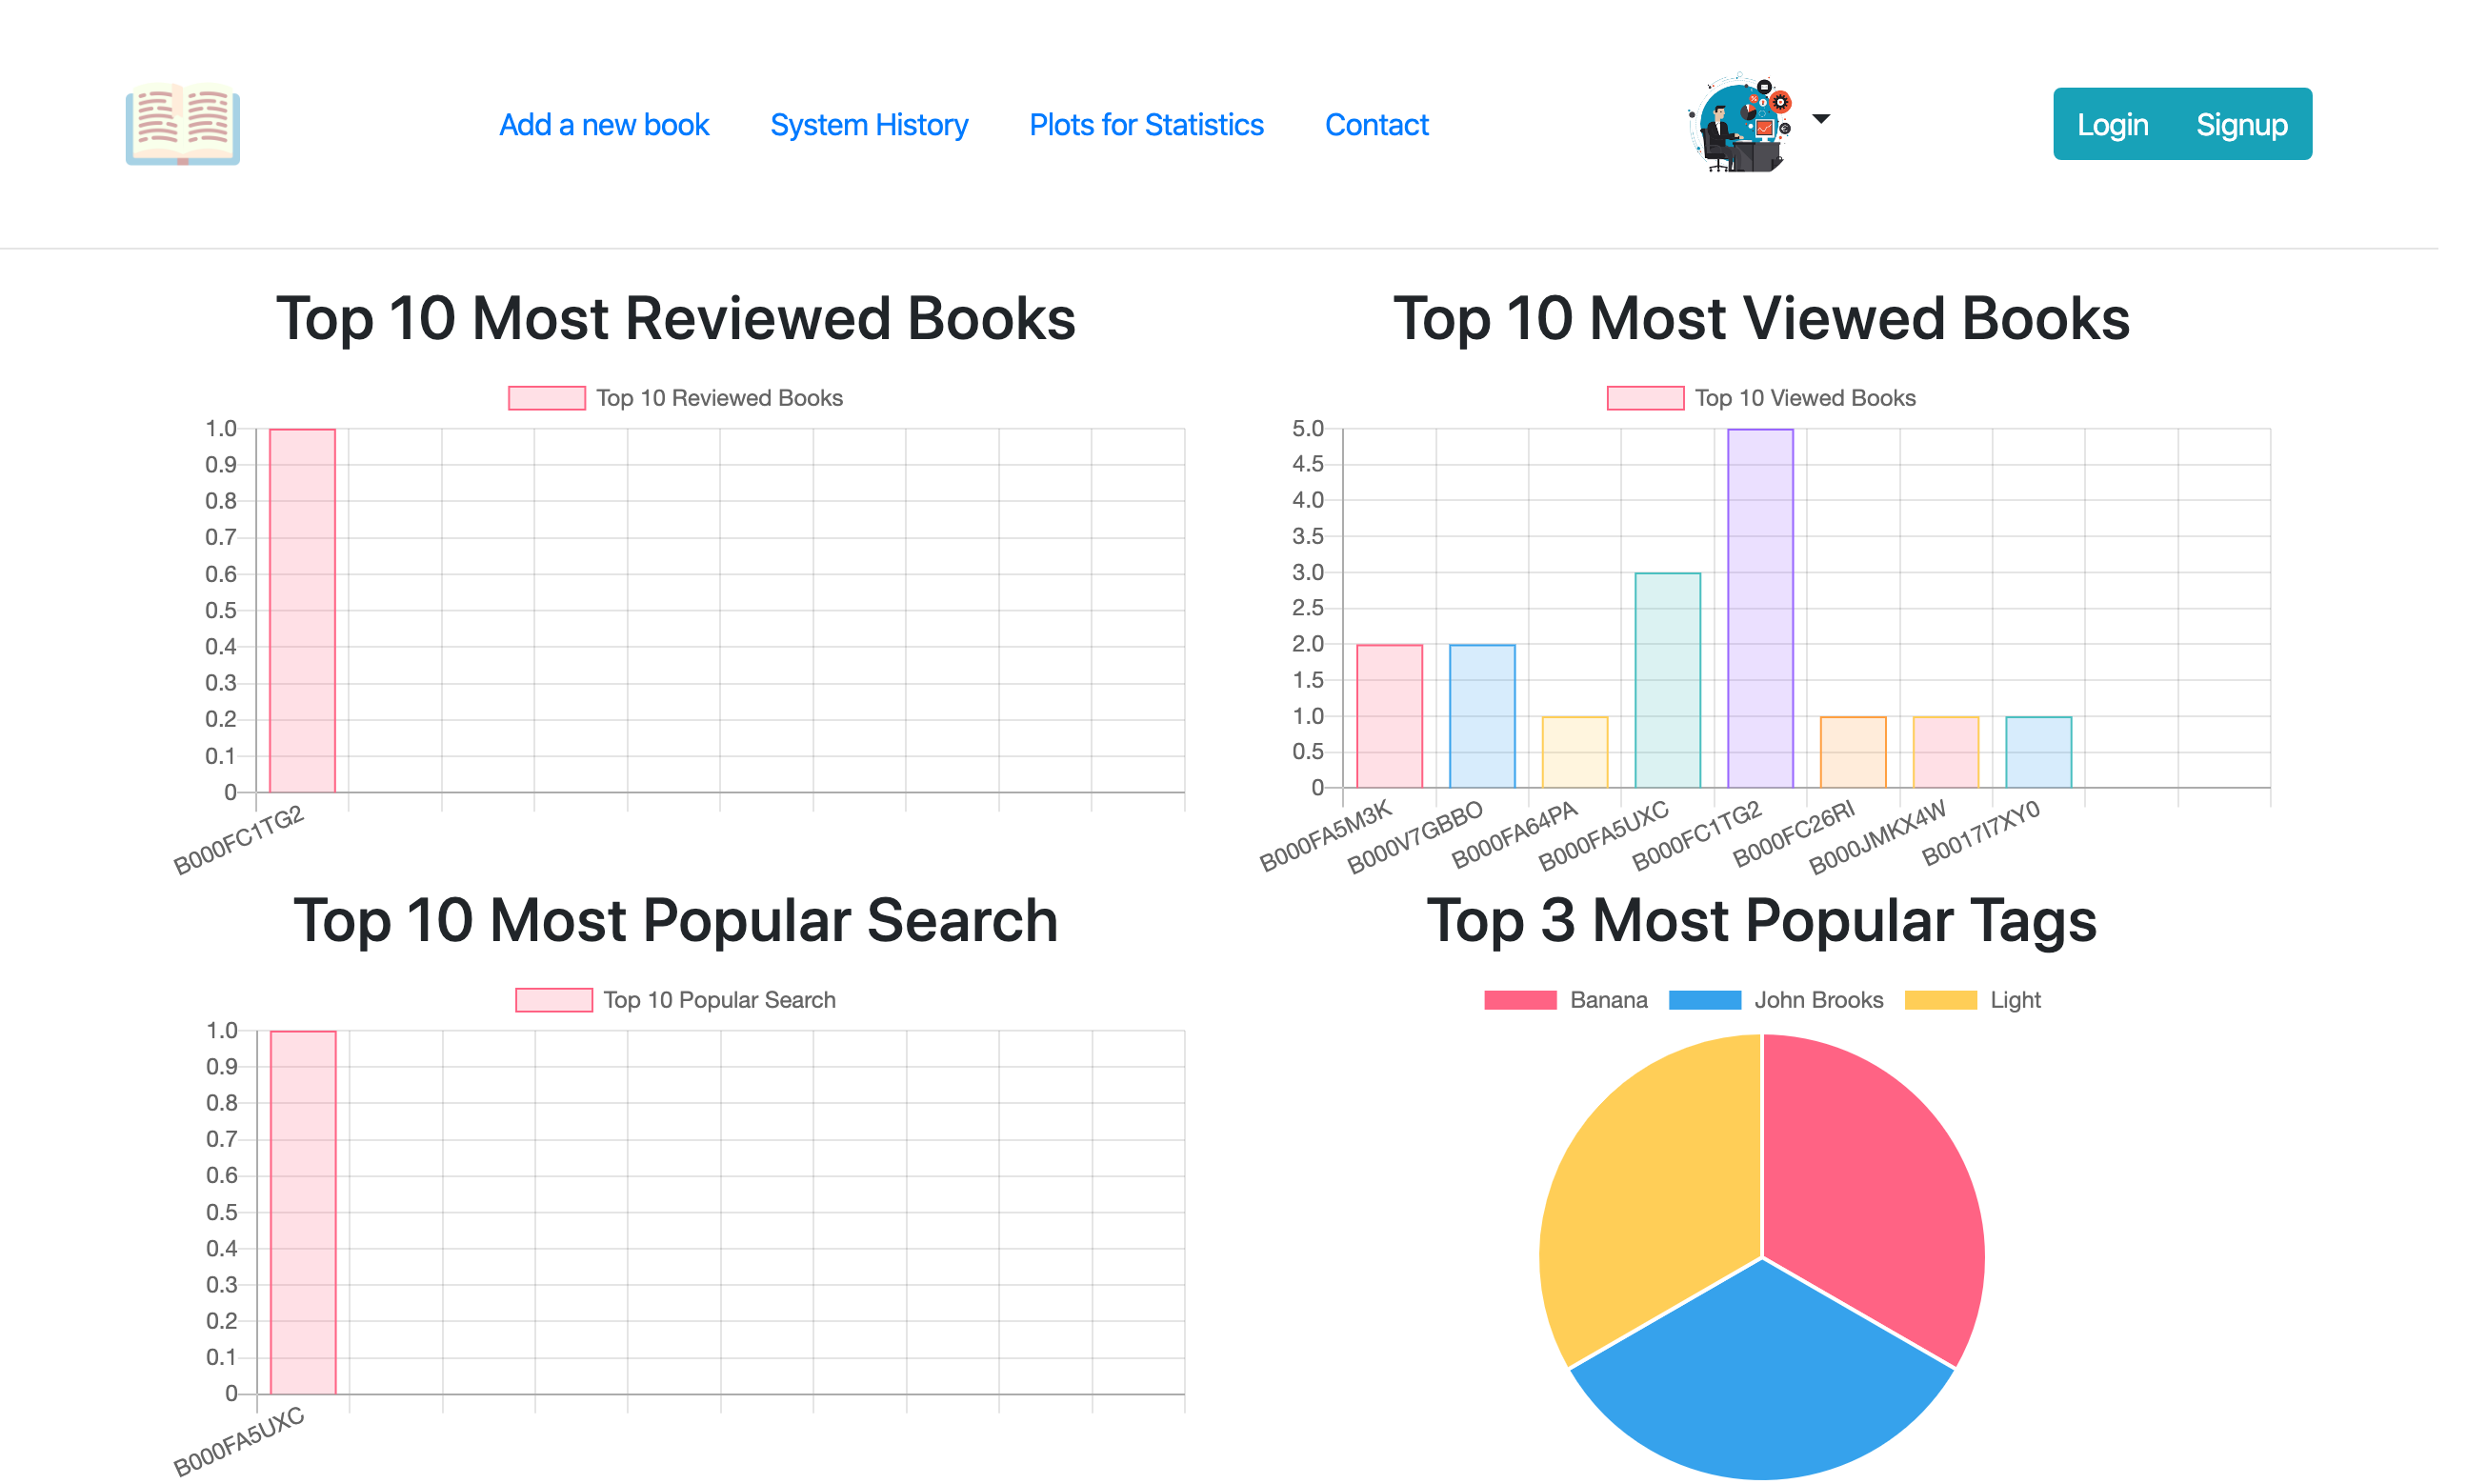 Add a new book System History Plots for Statistics Contact Login Signup
Top 10 Most Reviewed Books
Top 10 Reviewed Books
1.0
0.9
0.8
0.7
0.6
0.5
0.4
0.3
0.2
0.1
0
B000FC1TG2
Top 10 Most Viewed Books
Top 10 Viewed Books
5.0
4.5
4.0
3.5
3.0
2.5
2.0
1.5
1.0
0.5
0
B000FA5M3K B000V7GBBO B000FA64PA B000FA5UXC B000FC1TG2 B000FC26RI B000JMKX4W B0017I7XY0
Top 10 Most Popular Search
Top 10 Popular Search
1.0
0.9
0.8
0.7
0.6
0.5
0.4
0.3
0.2
0.1
0
B000FA5UXC
Top 3 Most Popular Tags
Banana John Brooks Light